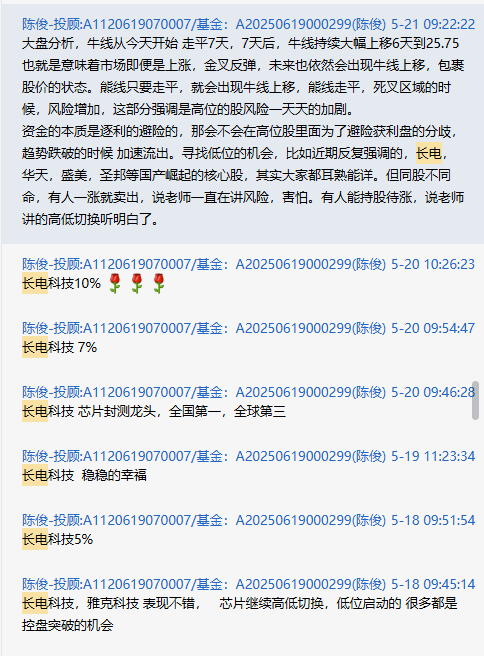 陈俊-投顾:A1120619070007/基金：A20250619000299(陈俊) 5-21 09:22:22
大盘分析，牛线从今天开始 走平7天，7天后，牛线持续大幅上移6天到25.75
也就是意味着市场即便是上涨，金叉反弹，未来也依然会出现牛线上移，包裹
股价的状态。熊线只要走平，就会出现牛线上移，熊线走平，死叉区域的时
候，风险增加，这部分强调是高位的股风险一天天的加剧。
资金的本质是逐利的避险的，那会不会在高位股里面为了避险获利盘的分歧，
趋势跌破的时候 加速流出。寻找低位的机会，比如近期反复强调的，长电，
华天，盛美，圣邦等国产崛起的核心股，其实大家都耳熟能详。但同股不同
命，有人一涨就卖出，说老师一直在讲风险，害怕。有人能持股待涨，说老师
讲的高低切换听明白了。
陈俊-投顾:A1120619070007/基金：A20250619000299(陈俊) 5-20 10:26:23
长电科技10%
陈俊-投顾:A1120619070007/基金：A20250619000299(陈俊) 5-20 09:54:47
长电科技 7%
陈俊-投顾:A1120619070007/基金：A20250619000299(陈俊) 5-20 09:46:28
长电科技 芯片封测龙头，全国第一，全球第三
陈俊-投顾:A1120619070007/基金：A20250619000299(陈俊) 5-19 11:23:34
长电科技  稳稳的幸福
陈俊-投顾:A1120619070007/基金：A20250619000299(陈俊) 5-18 09:51:54
长电科技5%
陈俊-投顾:A1120619070007/基金：A20250619000299(陈俊) 5-18 09:45:14
长电科技，雅克科技 表现不错，   芯片继续高低切换，低位启动的 很多都是
控盘突破的机会